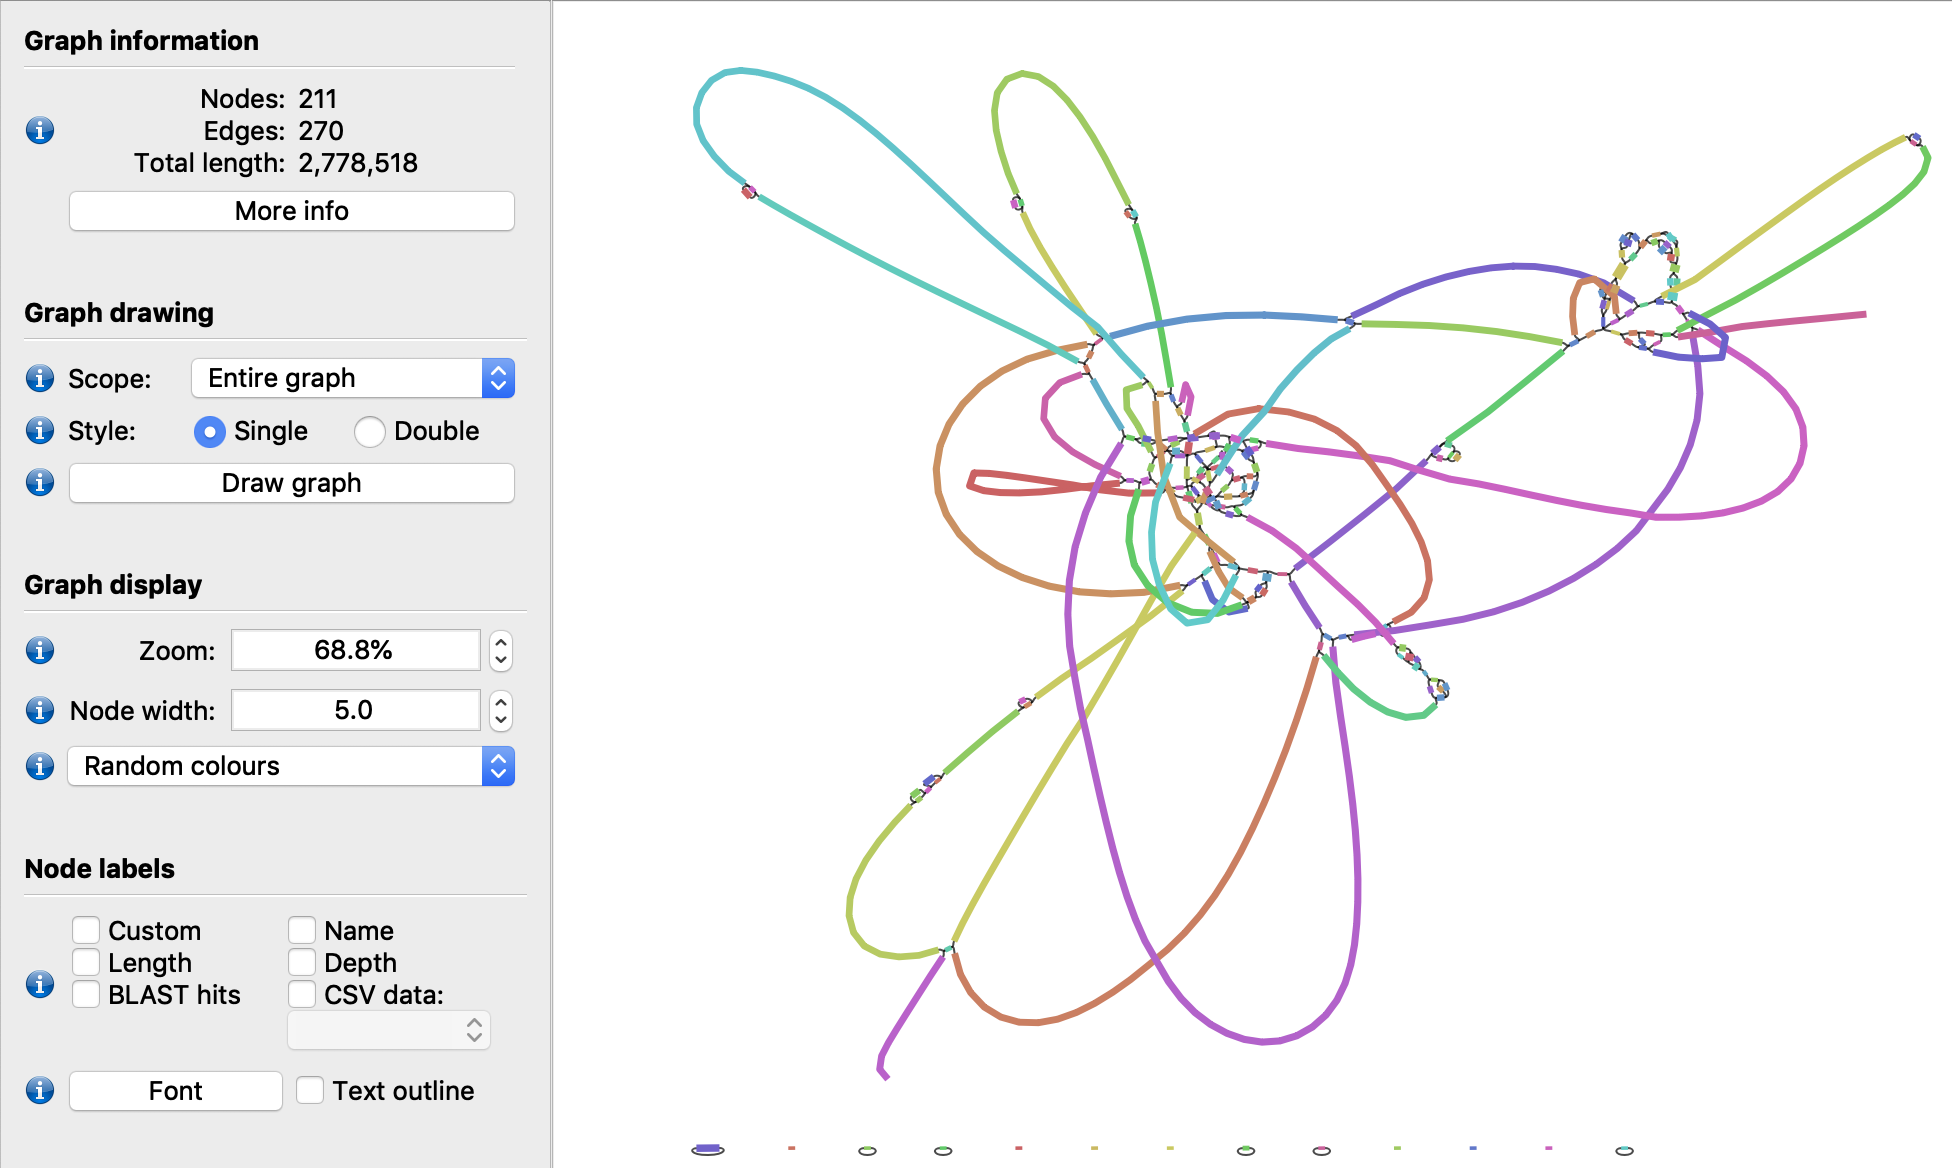 Graph information
Nodes: 211
Edges: 270
Total length: 2,778,518
More info
Graph drawing
Scope: Entire graph
Style: Single Double
Draw graph
Graph display
Zoom: 68.8%
Node width: 5.0
Random colours
Node labels
Custom Name
Length Depth
BLAST hits CSV data:
Font Text outline